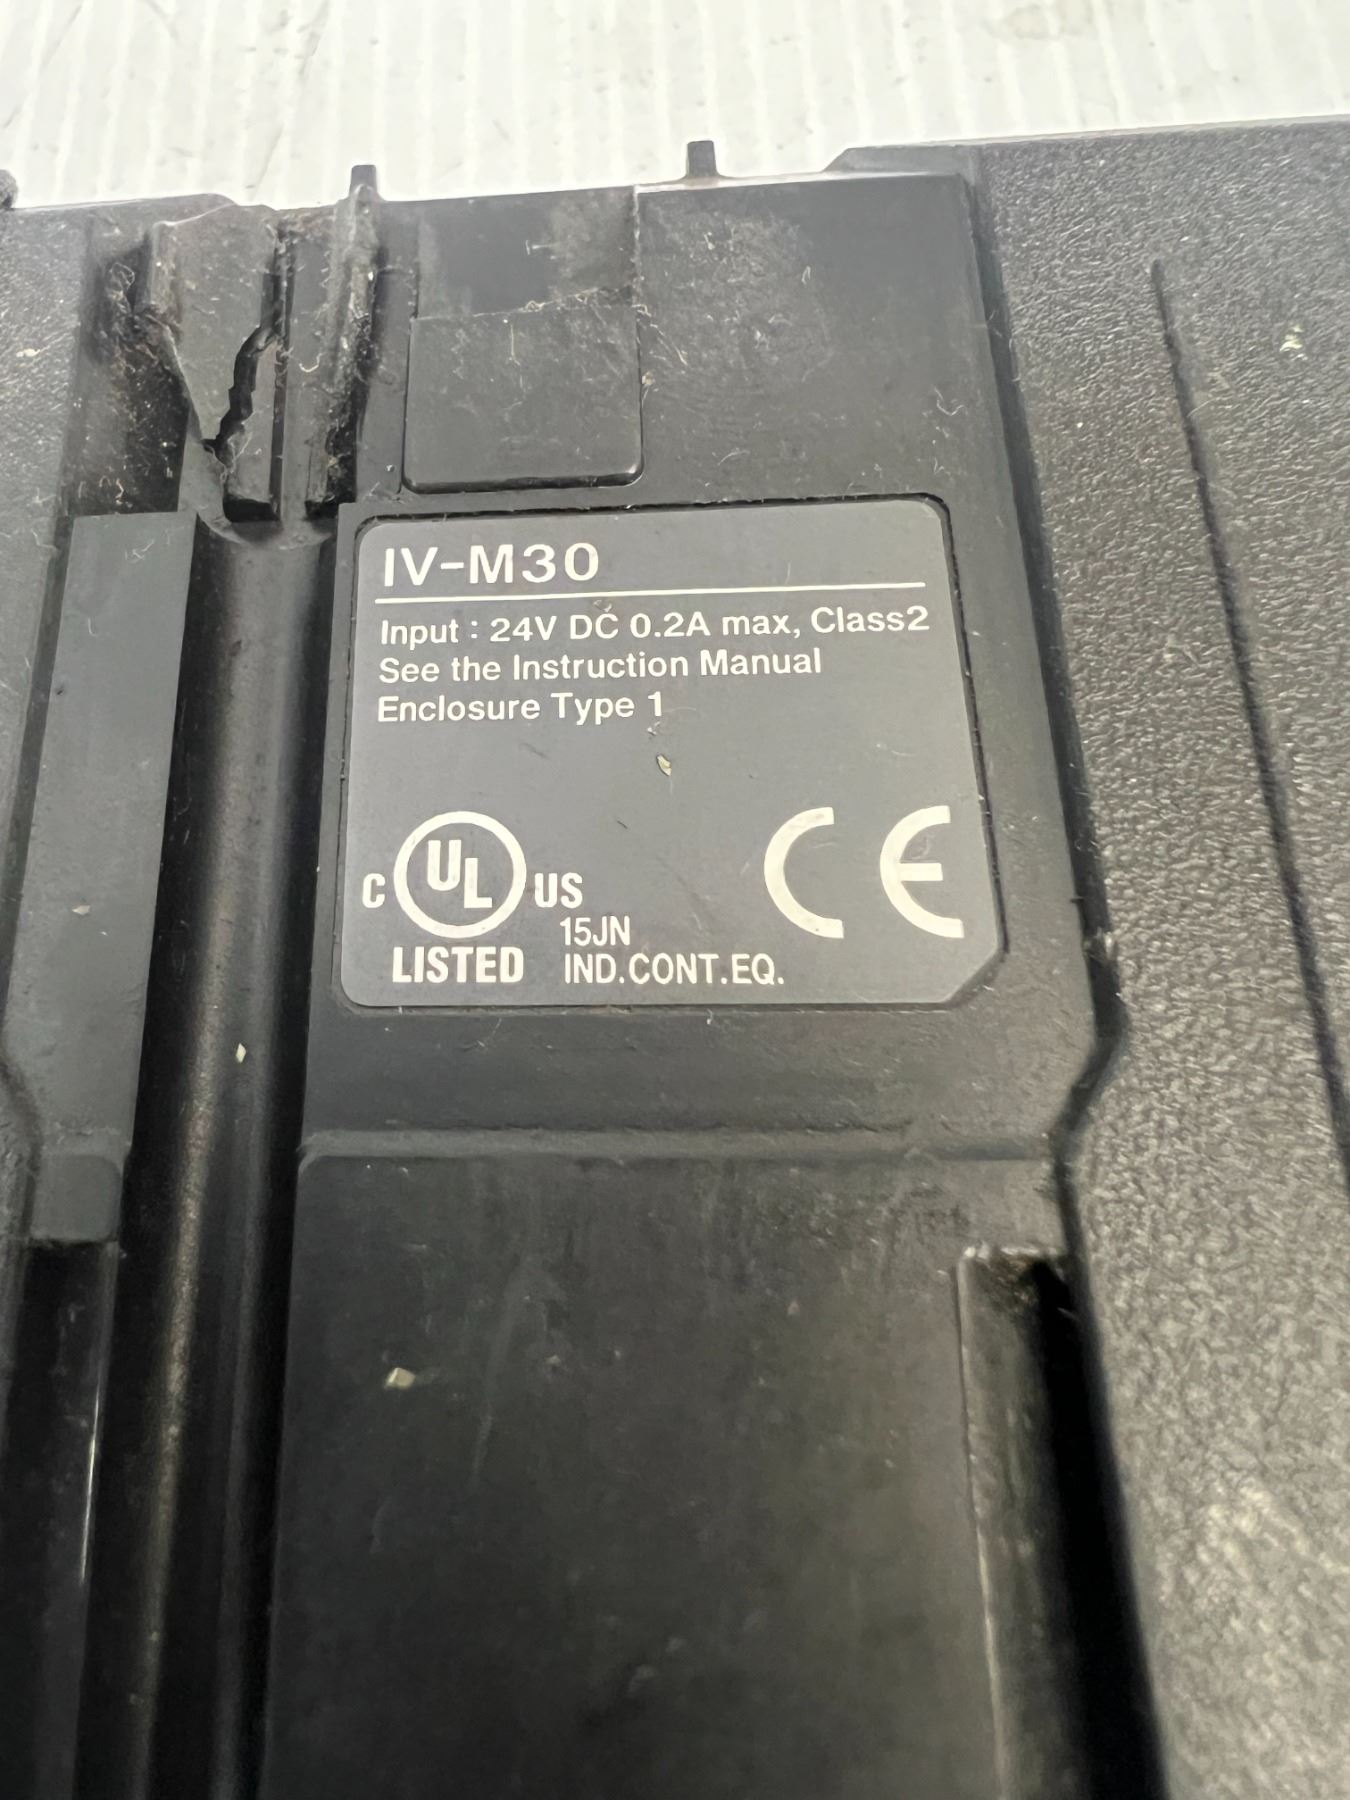 IV-M30
Input : 24V DC 0.2A max, Class2
See the Instruction Manual
Enclosure Type 1
C UL US CE
15JN
LISTED IND.CONT.EQ.